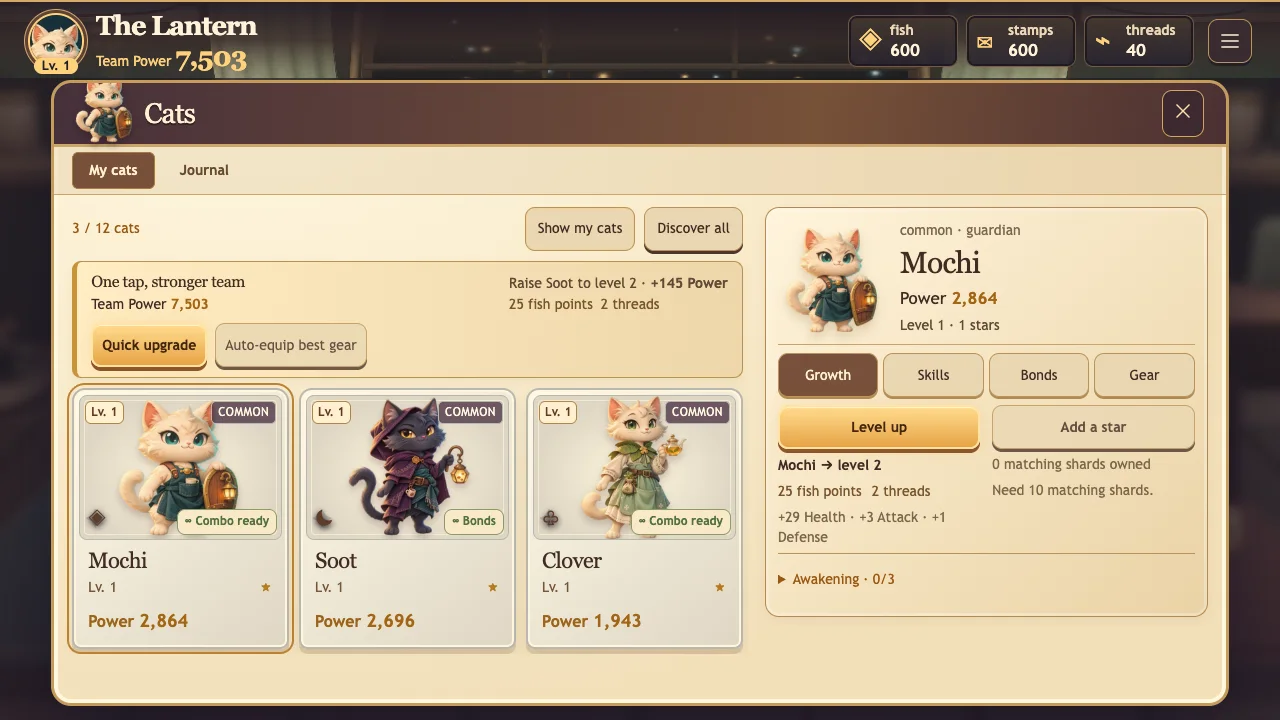 The Lantern
Team Power 7,503
Lv. 1
fish
600
stamps
600
threads
40
Cats
My cats
Journal
3 / 12 cats
Show my cats
Discover all
One tap, stronger team
Team Power 7,503
Raise Soot to level 2 · +145 Power
25 fish points 2 threads
Quick upgrade
Auto-equip best gear
Lv. 1
COMMON
∞ Combo ready
Mochi
Lv. 1
Power 2,864
Lv. 1
COMMON
∞ Bonds
Soot
Lv. 1
Power 2,696
Lv. 1
COMMON
∞ Combo ready
Clover
Lv. 1
Power 1,943
common · guardian
Mochi
Power 2,864
Level 1 · 1 stars
Growth
Skills
Bonds
Gear
Level up
Add a star
Mochi → level 2
25 fish points 2 threads
+29 Health · +3 Attack · +1
Defense
0 matching shards owned
Need 10 matching shards.
Awakening · 0/3